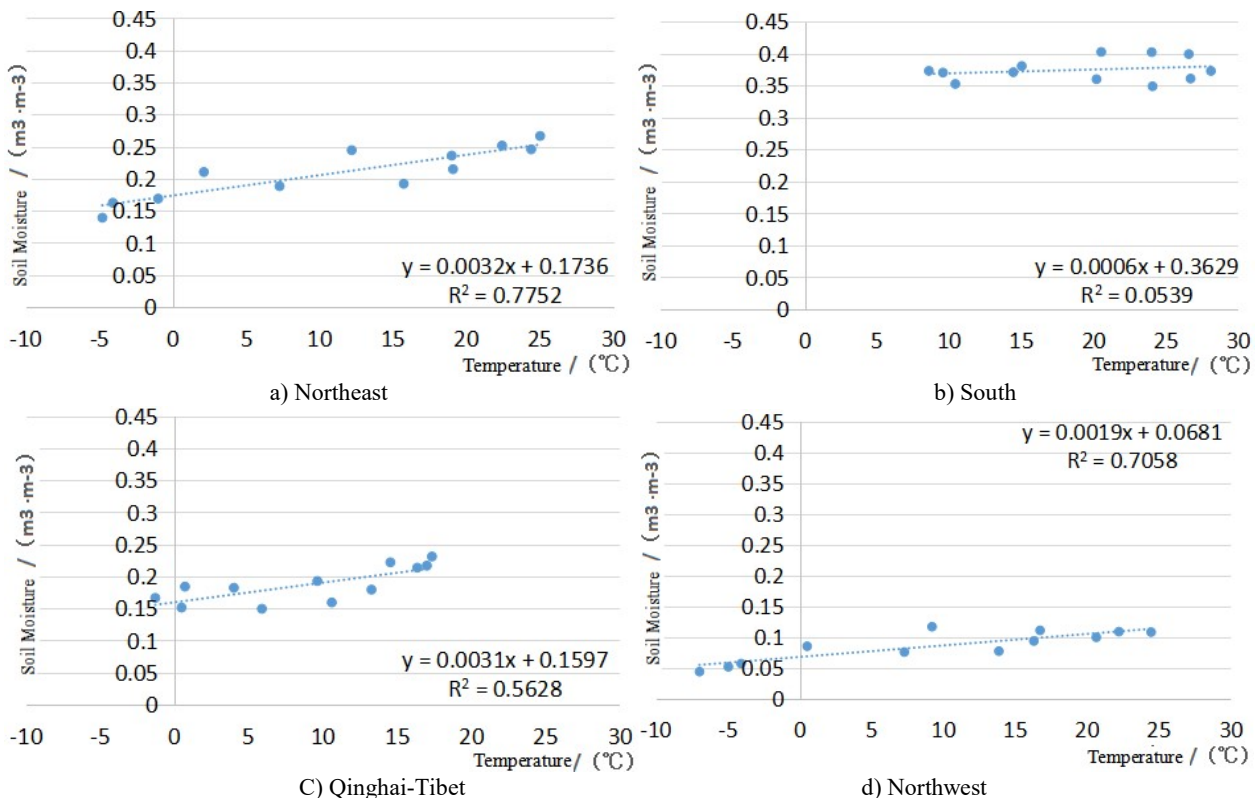 0.45
0.4
0.35
0.3
0.25
0.2
0.15
0.1
0.05
0
Soil Moisture / (m3 ·m-3)
y = 0.0032x + 0.1736
R² = 0.7752
-10 -5 0 5 10 15 20 25 30
Temperature / (℃)
a) Northeast
0.45
0.4
0.35
0.3
0.25
0.2
0.15
0.1
0.05
0
Soil Moisture / (m3 ·m-3)
y = 0.0006x + 0.3629
R² = 0.0539
-10 -5 0 5 10 15 20 25 30
Temperature/ (℃)
b) South
0.45
0.4
0.35
0.3
0.25
0.2
0.15
0.1
0.05
0
Soil Moisture / (m3 ·m-3)
y = 0.0031x + 0.1597
R² = 0.5628
-10 -5 0 5 10 15 20 25 30
Temperature/ (℃)
C) Qinghai-Tibet
y = 0.0019x + 0.0681
R² = 0.7058
0.45
0.4
0.35
0.3
0.25
0.2
0.15
0.1
0.05
0
Soil Moisture / (m3 ·m-3)
-10 -5 0 5 10 15 20 25 30
Temperature/ (℃)
d) Northwest